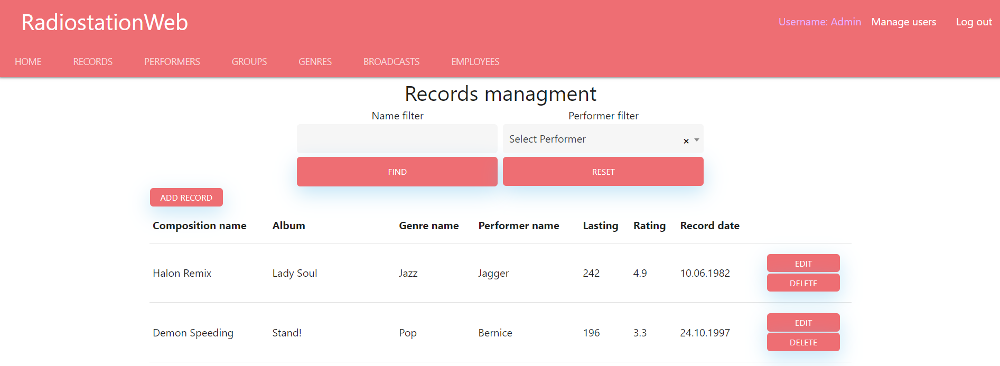 RadiostationWeb
Username: Admin Manage users Log out
HOME RECORDS PERFORMERS GROUPS GENRES BROADCASTS EMPLOYEES
Records managment
Name filter Performer filter
Select Performer × 
FIND RESET
ADD RECORD
Composition name Album Genre name Performer name Lasting Rating Record date
Halon Remix Lady Soul Jazz Jagger 242 4.9 10.06.1982
EDIT
DELETE
Demon Speeding Stand! Pop Bernice 196 3.3 24.10.1997
EDIT
DELETE